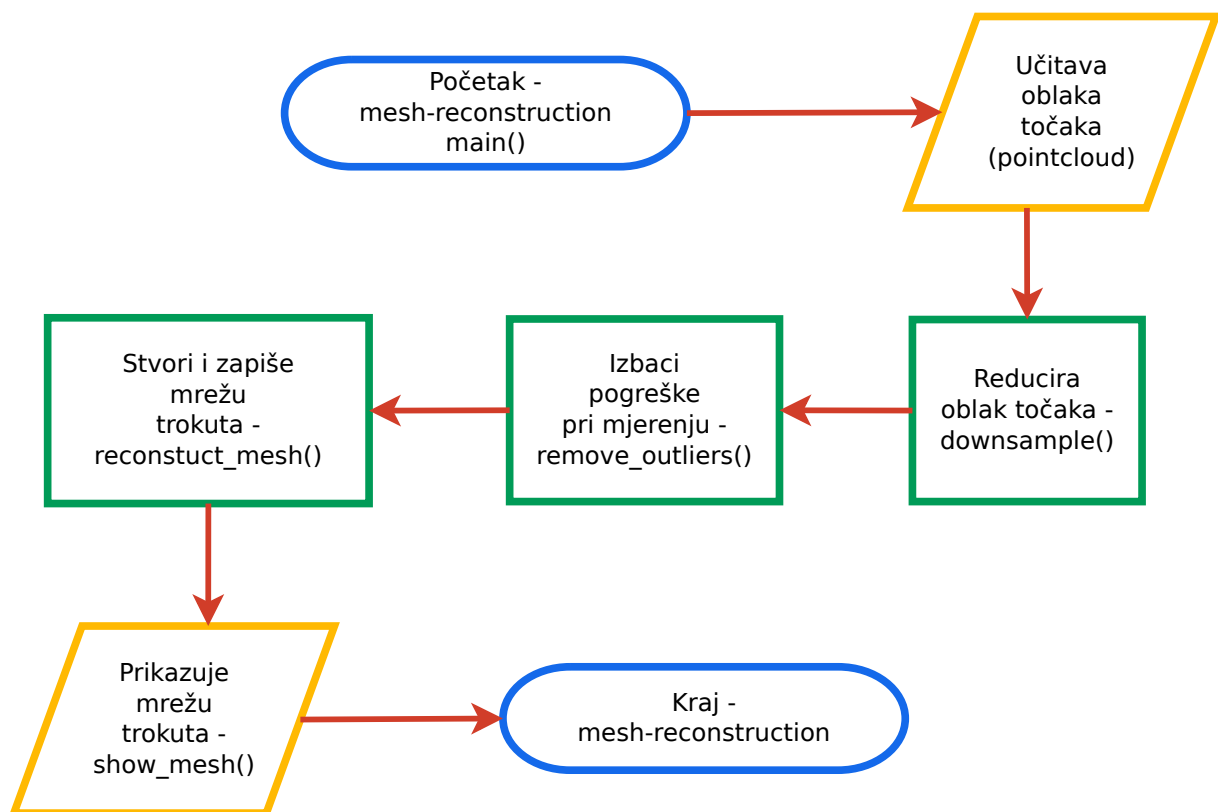 Početak -
mesh-reconstruction
main()
Učitava
oblaka
točaka
(pointcloud)
Reducira
oblak točaka -
downsample()
Izbaci
pogreške
pri mjerenju -
remove_outliers()
Stvori i zapiše
mrežu
trokuta -
reconstuct_mesh()
Prikazuje
mrežu
trokuta -
show_mesh()
Kraj -
mesh-reconstruction